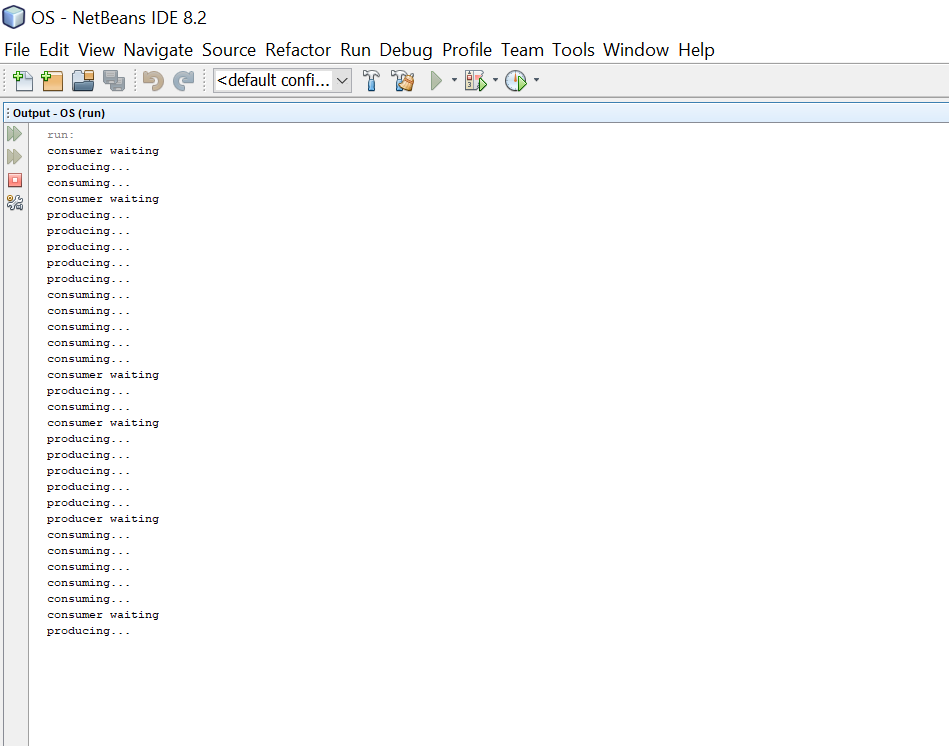 OS - NetBeans IDE 8.2
File Edit View Navigate Source Refactor Run Debug Profile Team Tools Window Help
<default confi...
Output - OS (run)
run:
consumer waiting
producing...
consuming...
consumer waiting
producing...
producing...
producing...
producing...
producing...
consuming...
consuming...
consuming...
consuming...
consuming...
consumer waiting
producing...
consuming...
consumer waiting
producing...
producing...
producing...
producing...
producing...
producer waiting
consuming...
consuming...
consuming...
consuming...
consuming...
consumer waiting
producing...